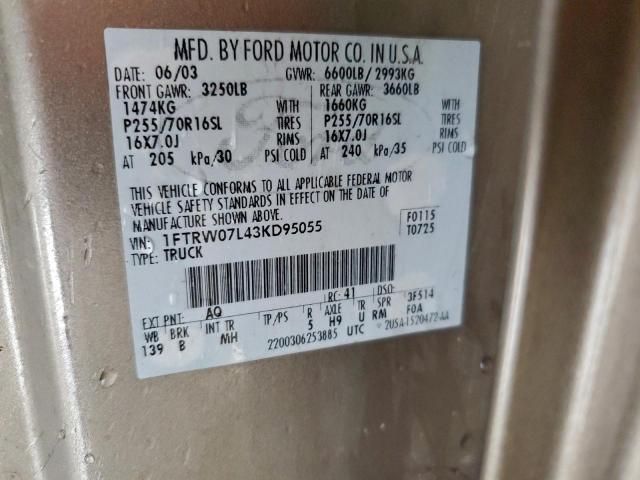 MFD. BY FORD MOTOR CO. IN U.S.A.
DATE: 06/03 GVWR: 6600LB/ 2993KG
FRONT GAWR: 3250LB REAR GAWR: 3660LB
1474KG WITH 1660KG WITH
P255/70R16SL TIRES P255/70R16SL TIRES
16X7.0J RIMS 16X7.0J RIMS
AT 205 kPa/30 PSI COLD AT 240 kPa/35 PSI COLD
THIS VEHICLE CONFORMS TO ALL APPLICABLE FEDERAL MOTOR
VEHICLE SAFETY STANDARDS IN EFFECT ON THE DATE OF
MANUFACTURE SHOWN ABOVE.
VIN: 1FTRW07L43KD95055 F0115
TYPE: TRUCK T0725
RC: 41 DSO:
EXT PNT: AQ 3F514
WB BRK INT TR TP/PS R AXLE TR SPR F0A
139 B MH 5 H9 U RM
2200306253885 UTC 2USA-1520472-AA
Ford